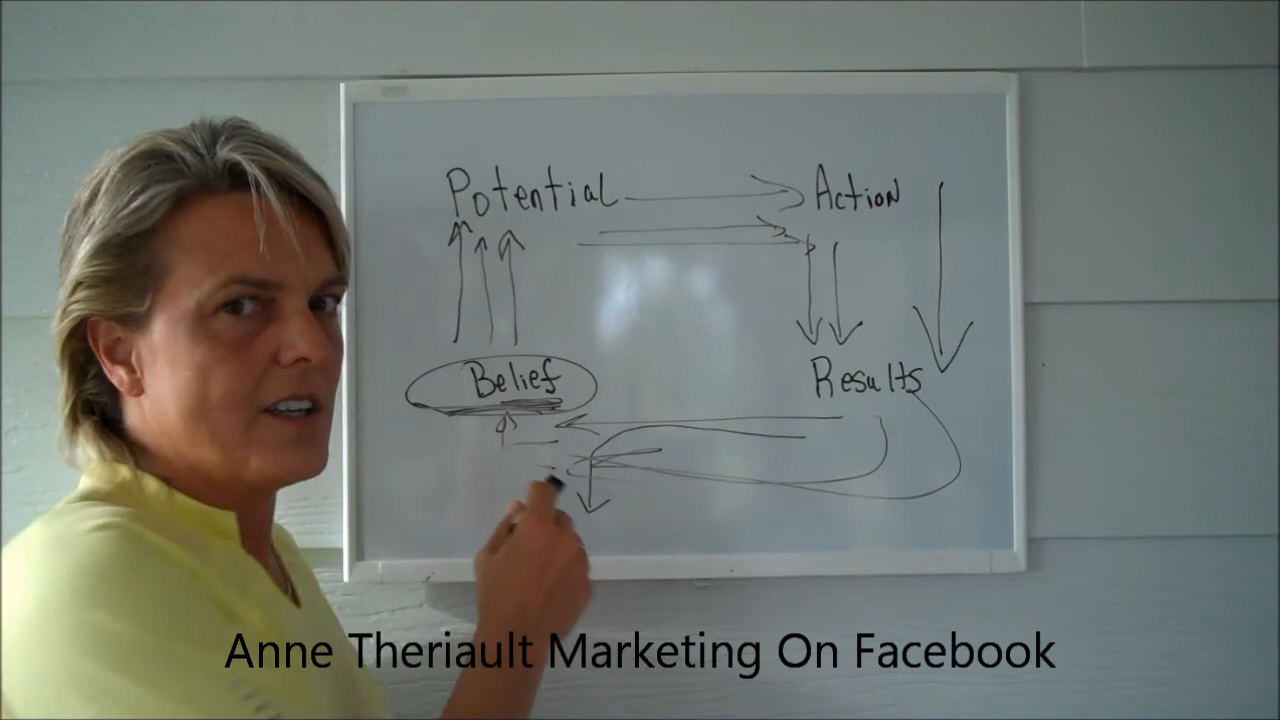 Potential Action
Belief Results
Anne Theriault Marketing On Facebook